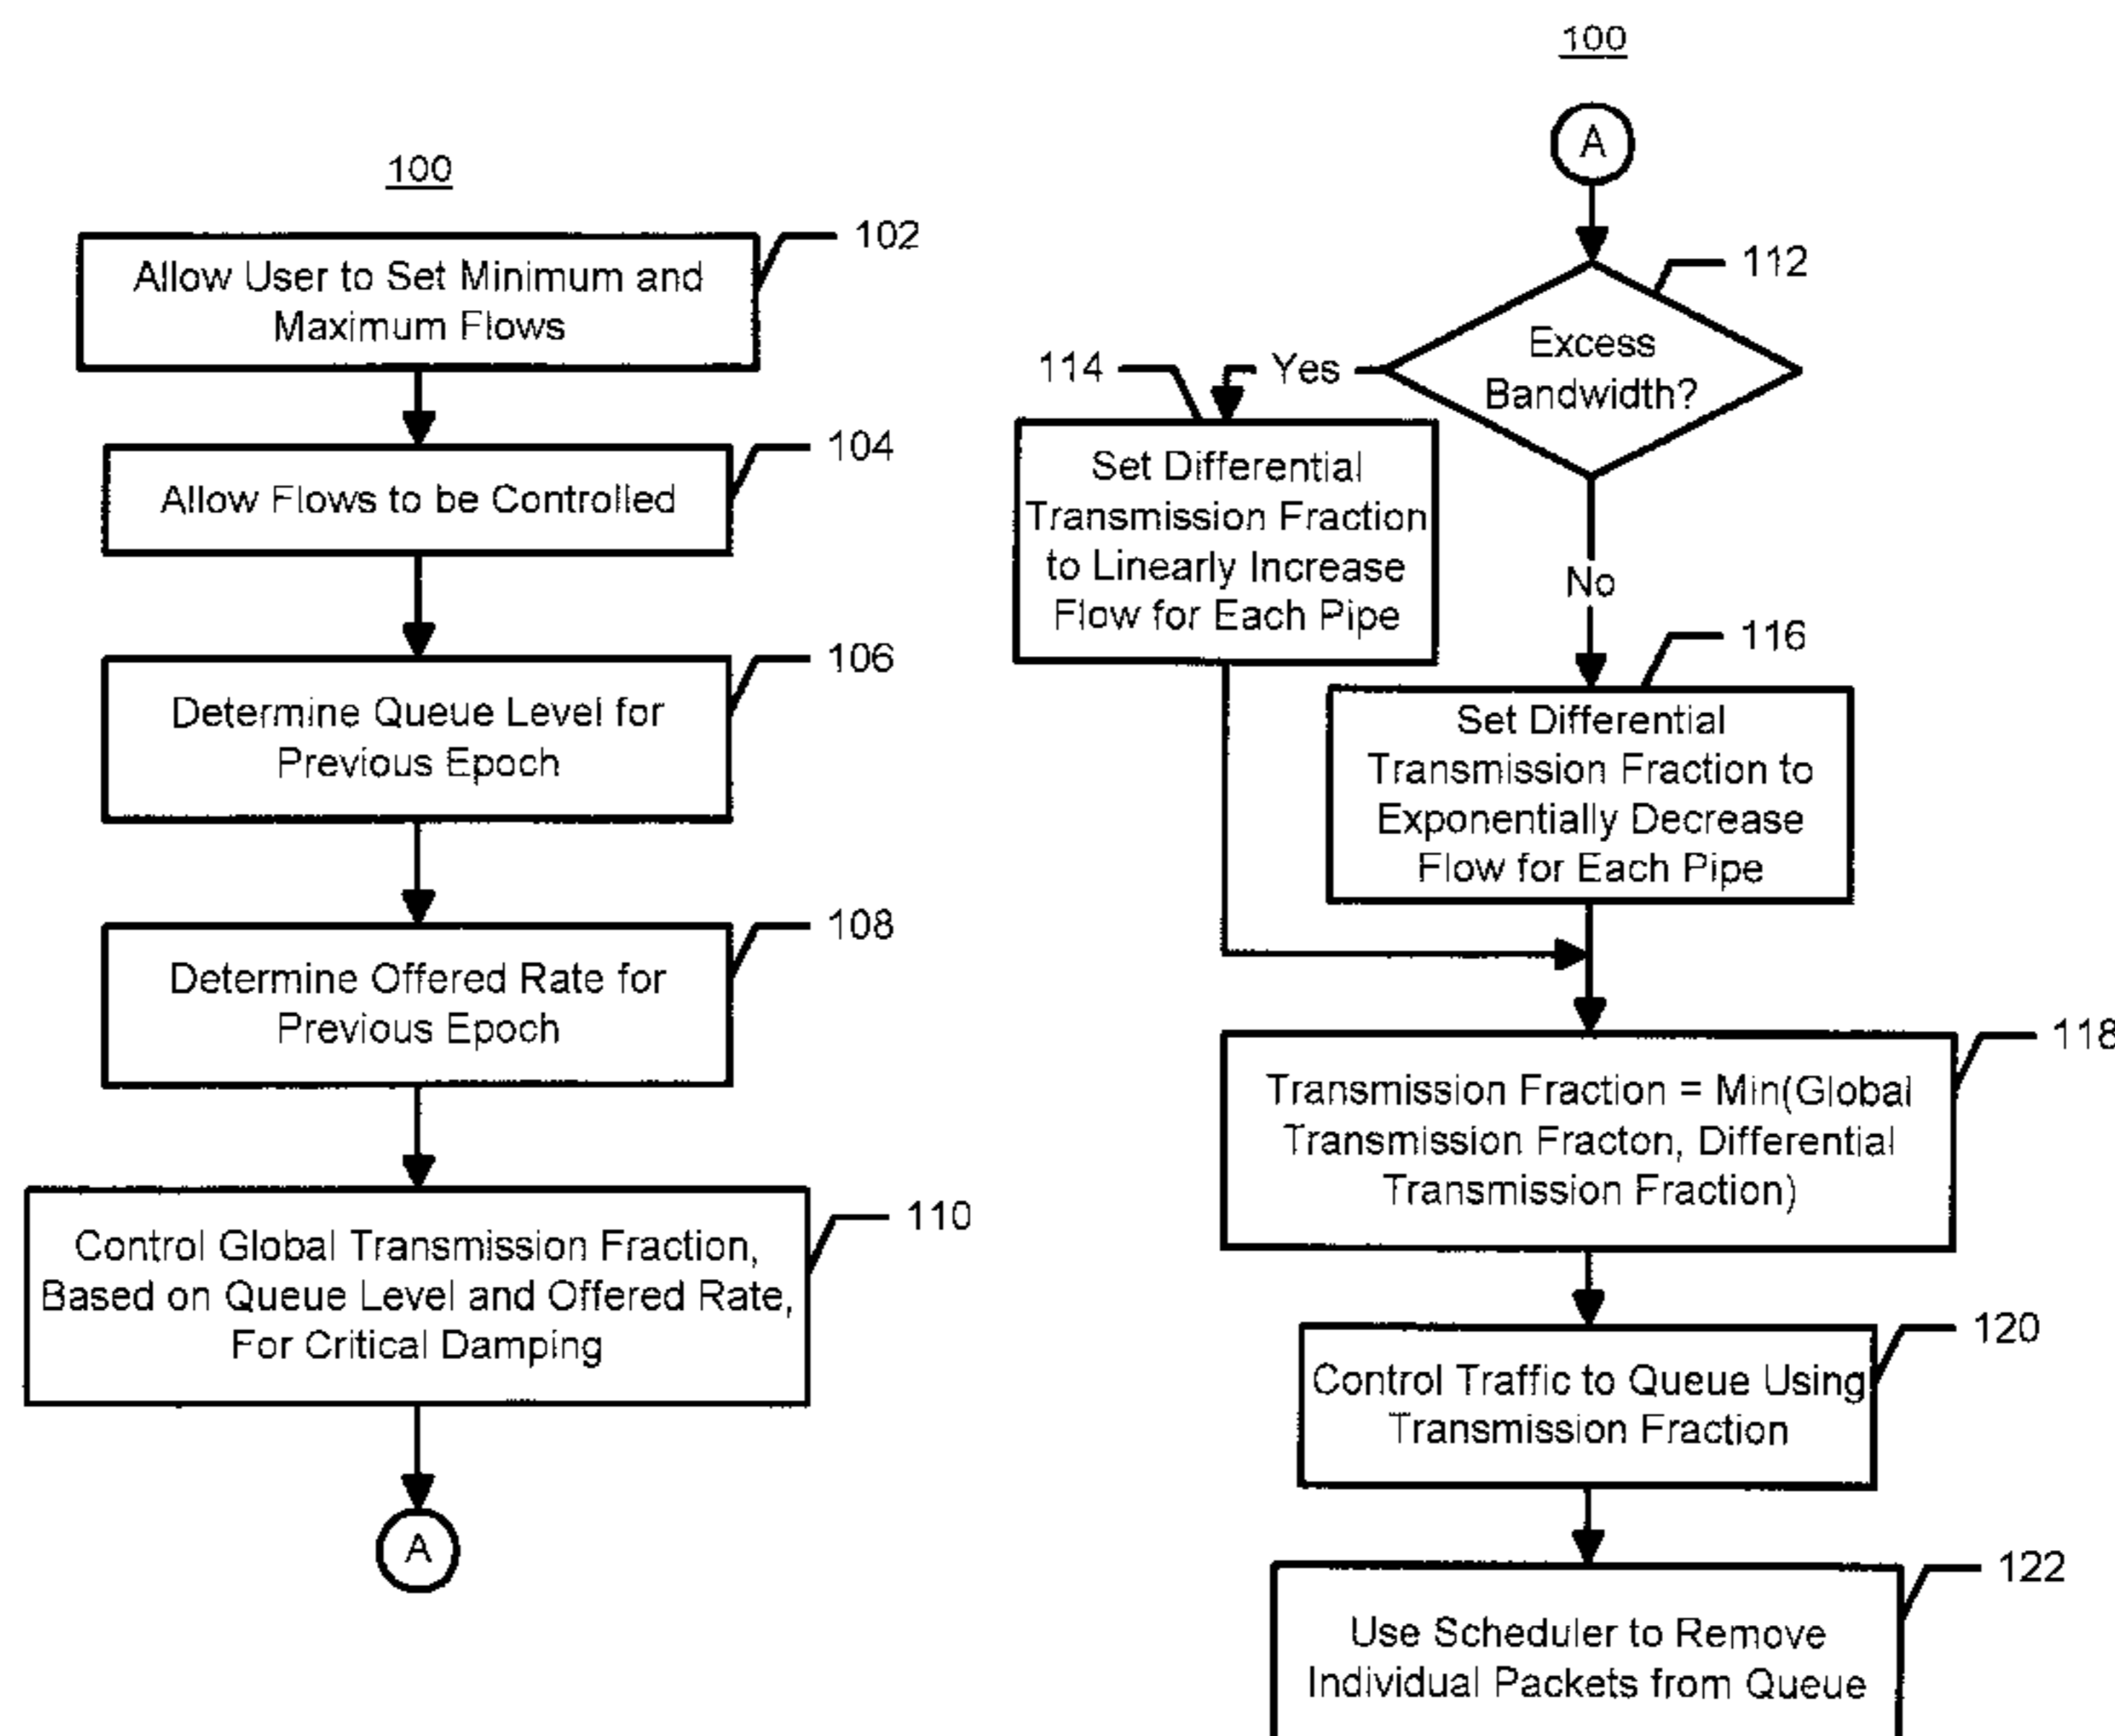 100
102
Allow User to Set Minimum and
Maximum Flows
104
Allow Flows to be Controlled
106
Determine Queue Level for
Previous Epoch
108
Determine Offered Rate for
Previous Epoch
110
Control Global Transmission Fraction,
Based on Queue Level and Offered Rate,
For Critical Damping
A
100
A
112
Excess
Bandwidth?
Yes
114
Set Differential
Transmission Fraction
to Linearly Increase
Flow for Each Pipe
No
116
Set Differential
Transmission Fraction to
Exponentially Decrease
Flow for Each Pipe
118
Transmission Fraction = Min(Global
Transmission Fracton, Differential
Transmission Fraction)
120
Control Traffic to Queue Using
Transmission Fraction
122
Use Scheduler to Remove
Individual Packets from Queue